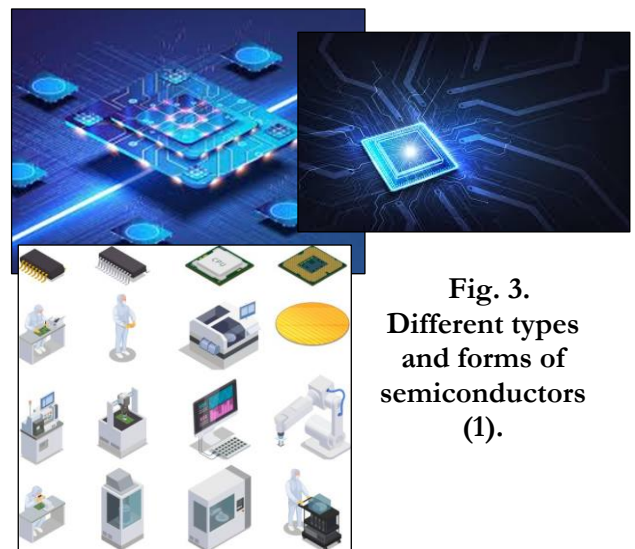 CPU
Fig. 3.
Different types
and forms of
semiconductors
(1).